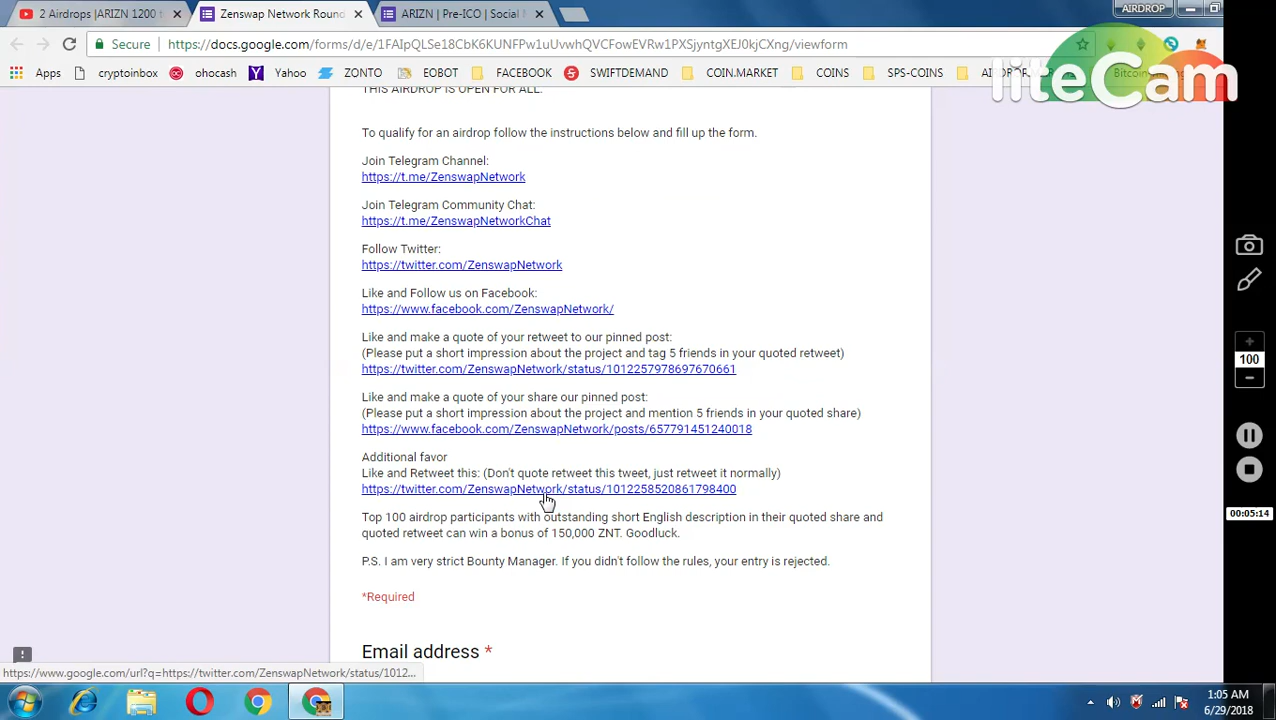 2 Airdrops |ARIZN 1200 t
Zenswap Network Round
ARIZN | Pre-ICO | Social
AIRDROP
Secure
https://docs.google.com/forms/d/e/1FAIpQLSe18CbK6KUNFPw1uUvwhQVCFowEVRw1PXSjyntgXEJ0kjCXng/viewform
Apps
cryptoinbox
ohocash
Yahoo
ZON
EOBOT
FACEBOOK
SWIFTDEMAND
COIN.MARKET
COINS
SPS-COINS
liteCam
THIS AIRDROP IS OPEN FOR ALL.
To qualify for an airdrop follow the instructions below and fill up the form.
Join Telegram Channel:
https://t.me/ZenswapNetwork
Join Telegram Community Chat:
https://t.me/ZenswapNetworkChat
Follow Twitter:
https://twitter.com/ZenswapNetwork
Like and Follow us on Facebook:
https://www.facebook.com/ZenswapNetwork/
Like and make a quote of your retweet to our pinned post:
(Please put a short impression about the project and tag 5 friends in your quoted retweet)
https://twitter.com/ZenswapNetwork/status/1012257978697670661
Like and make a quote of your share our pinned post:
(Please put a short impression about the project and mention 5 friends in your quoted share)
https://www.facebook.com/ZenswapNetwork/posts/657791451240018
Additional favor
Like and Retweet this: (Don't quote retweet this tweet, just retweet it normally)
https://twitter.com/ZenswapNetwork/status/1012258520861798400
Top 100 airdrop participants with outstanding short English description in their quoted share and
quoted retweet can win a bonus of 150,000 ZNT. Goodluck.
P.S. I am very strict Bounty Manager. If you didn't follow the rules, your entry is rejected.
*Required
Email address *
https://www.google.com/url?q=https://twitter.com/ZenswapNetwork/status/1012...
100
00:05:14
1:05 AM
6/29/2018